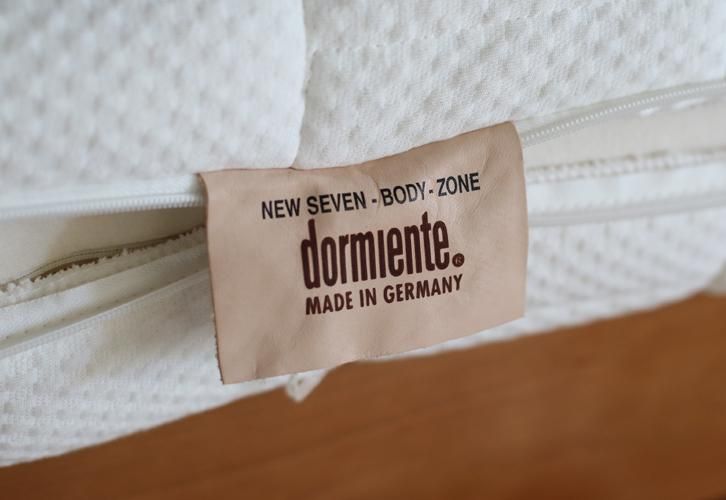 NEW SEVEN - BODY - ZONE
dormiente®
MADE IN GERMANY